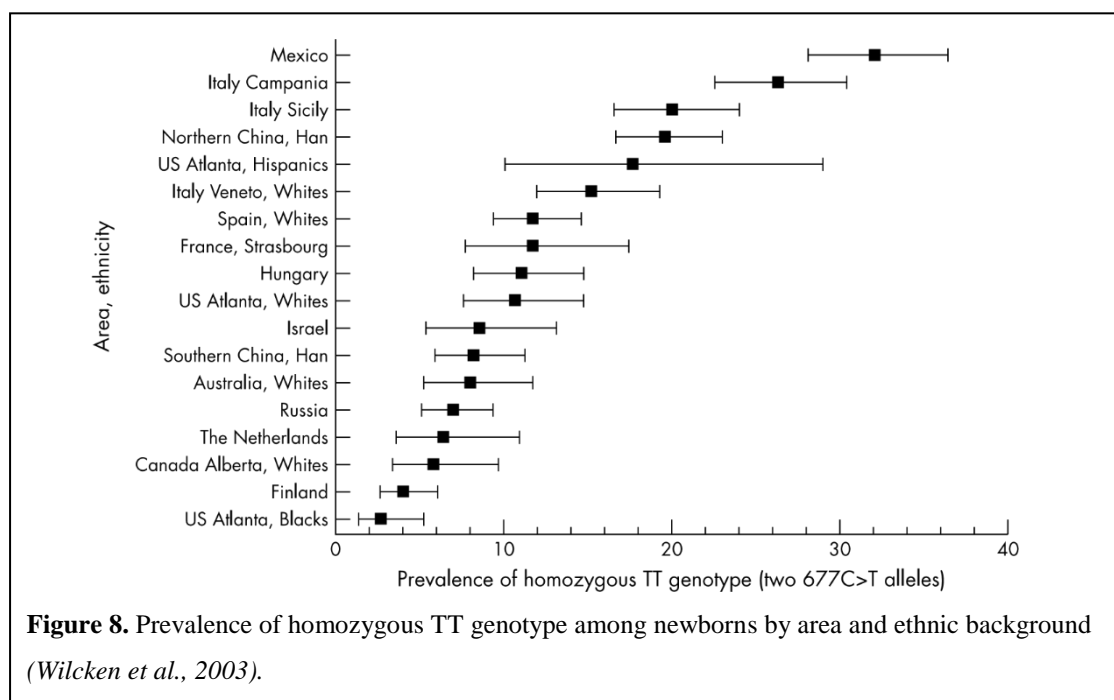 Mexico
Italy Campania
Italy Sicily
Northern China, Han
US Atlanta, Hispanics
Italy Veneto, Whites
Spain, Whites
France, Strasbourg
Hungary
US Atlanta, Whites
Israel
Southern China, Han
Australia, Whites
Russia
The Netherlands
Canada Alberta, Whites
Finland
US Atlanta, Blacks
Area, ethnicity
0 10 20 30 40
Prevalence of homozygous TT genotype (two 677C>T alleles)
Figure 8. Prevalence of homozygous TT genotype among newborns by area and ethnic background
(Wilcken et al., 2003).